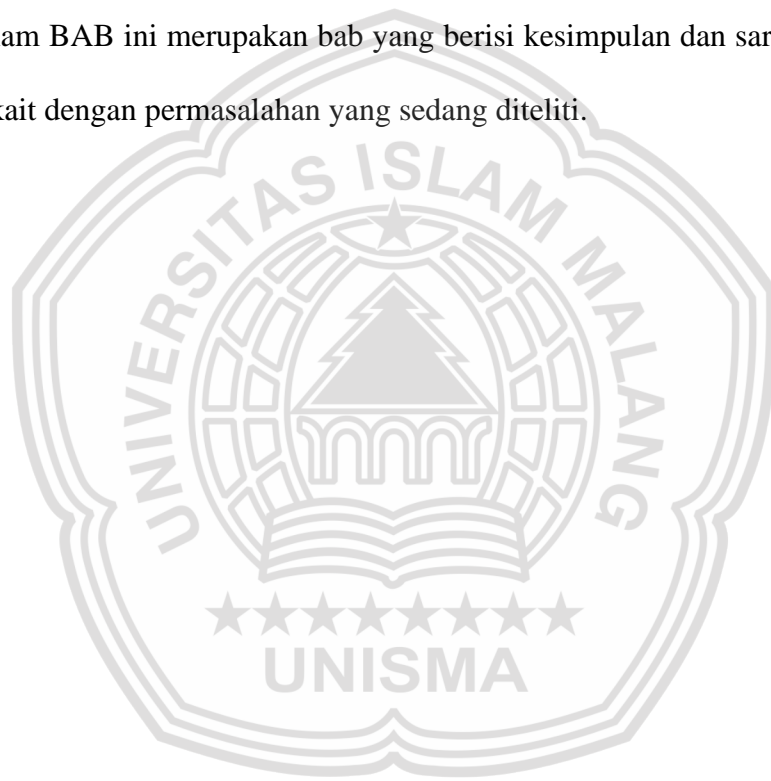 am BAB ini merupakan bab yang berisi kesimpulan dan sar
kait dengan permasalahan yang sedang diteliti.
UNIVERSITAS ISLAM MALANG
UNISMA